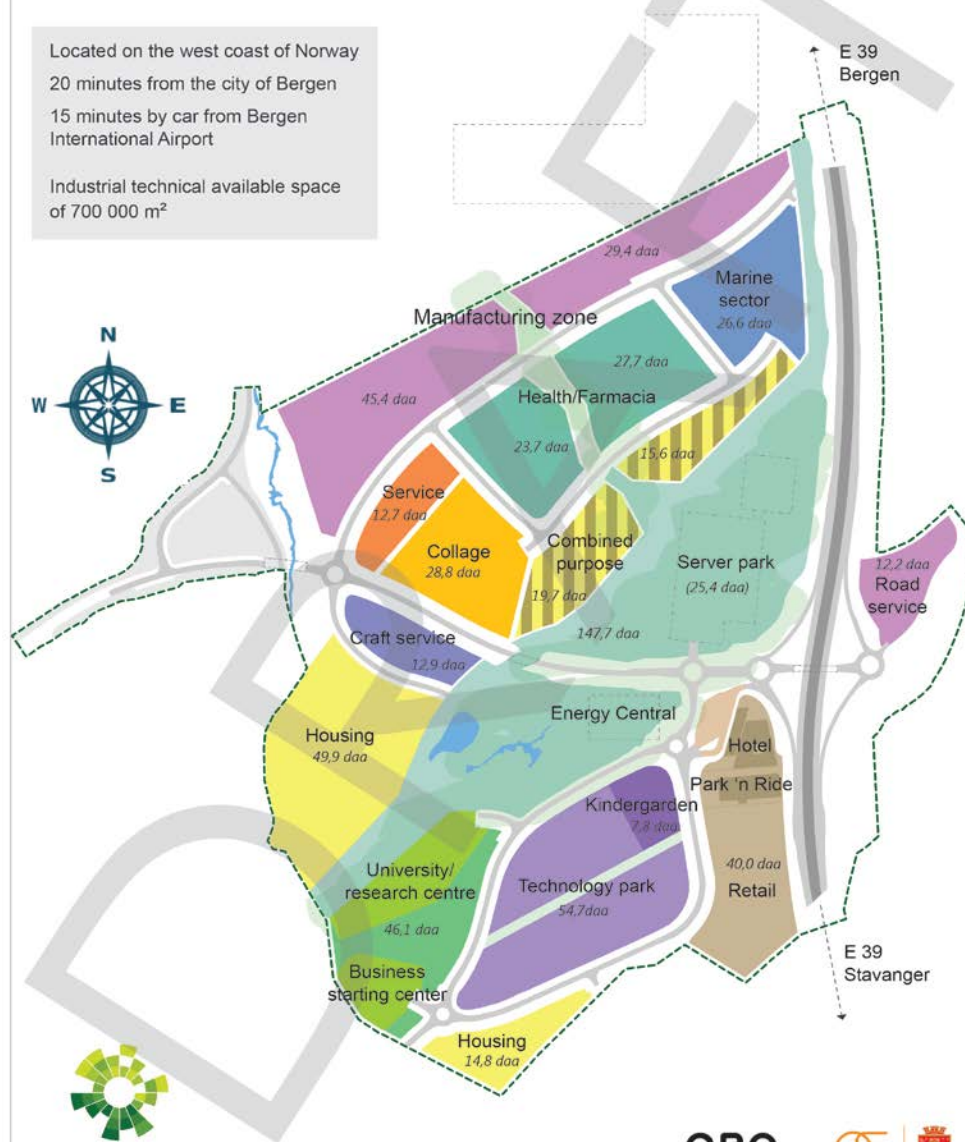 Located on the west coast of Norway
20 minutes from the city of Bergen
15 minutes by car from Bergen
International Airport
Industrial technical available space
of 700 000 m²
E 39
Bergen
N
W
E
S
29,4 daa
Marine
sector
26,6 daa
Manufacturing zone
45,4 daa
27,7 daa
Health/Farmacia
23,7 daa
15,6 daa
Service
12,7 daa
Collage
28,8 daa
Combined
purpose
19,7 daa
Server park
(25,4 daa)
147,7 daa
12,2 daa
Road
service
Craft service
12,9 daa
Energy Central
Housing
49,9 daa
Hotel
Park 'n Ride
Kindergarden
7,8 daa
40,0 daa
Retail
University/
research centre
46,1 daa
Technology park
54,7daa
Business
starting center
E 39
Stavanger
Housing
14,8 daa